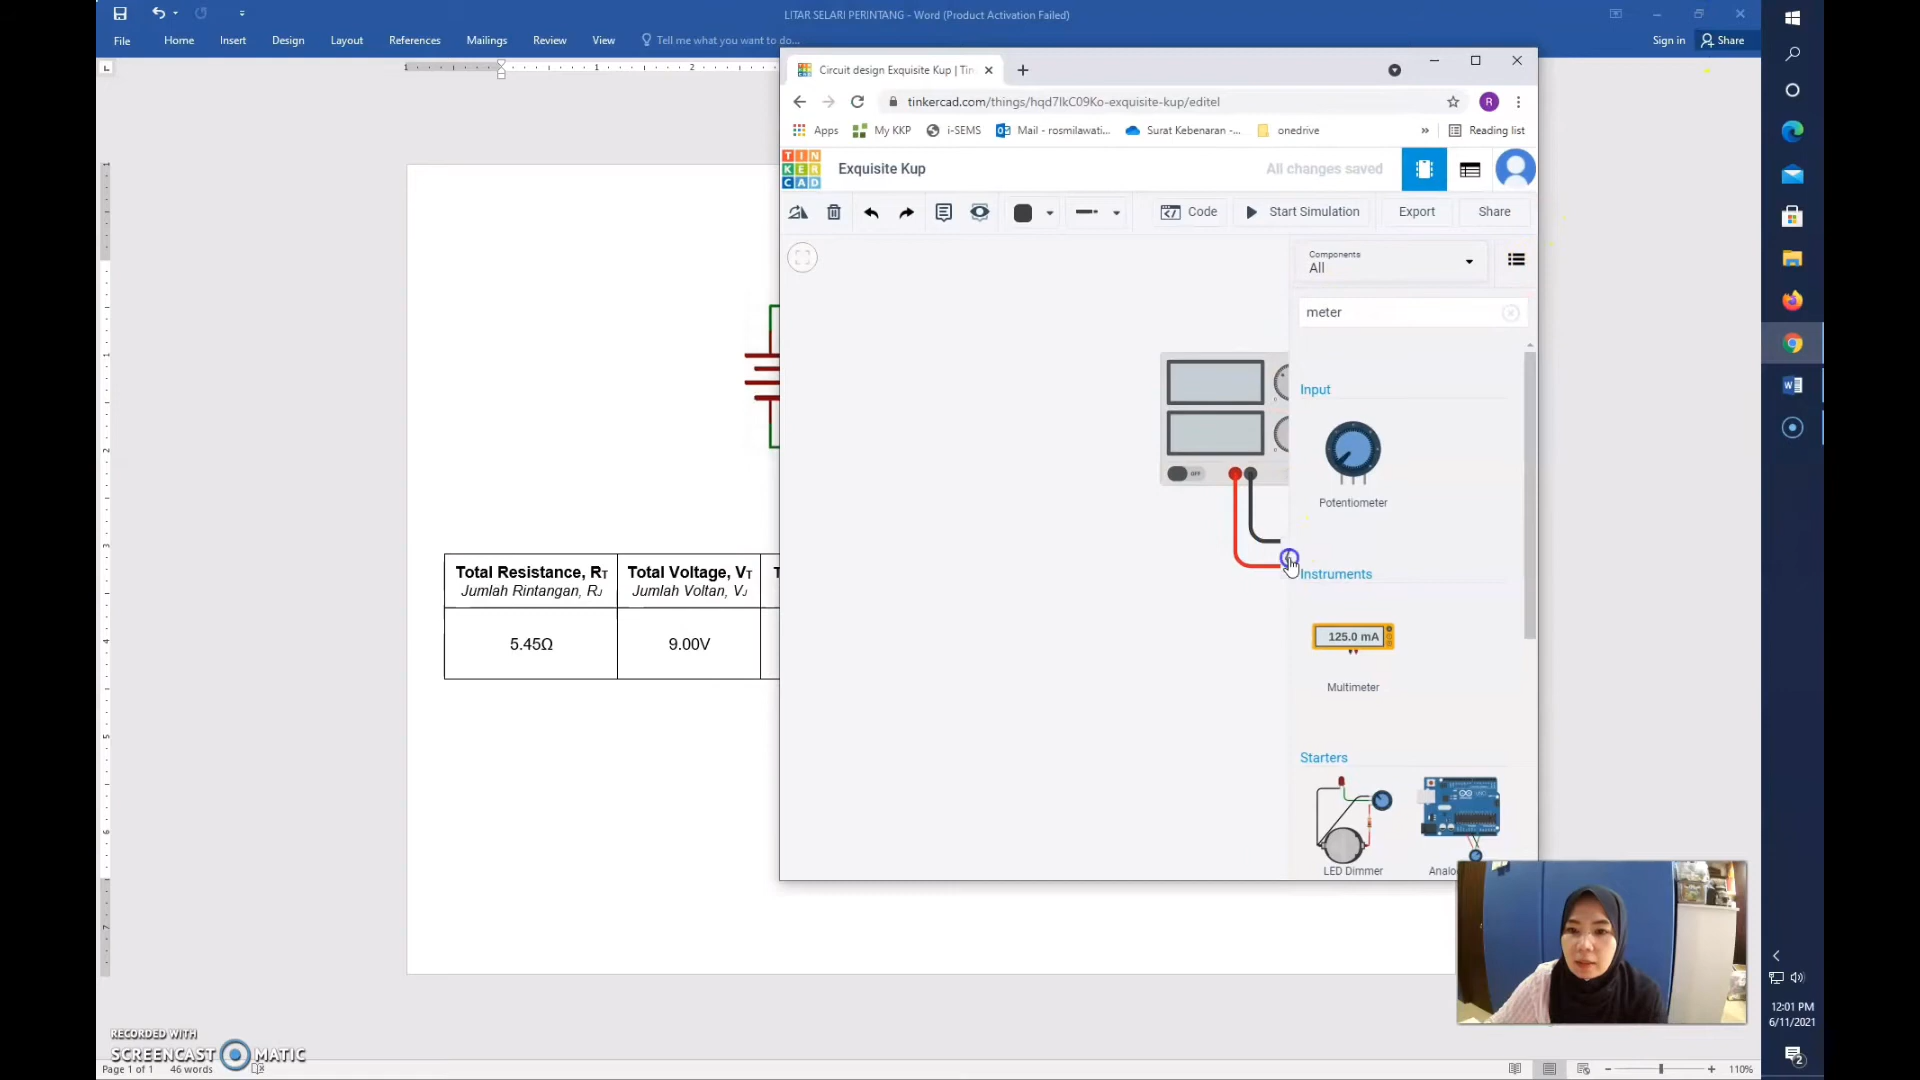 LITAR SELARI PERINTANG - Word (Product Activation Failed)
File Home Insert Design Layout References Mailings Review View Tell me what you want to do... Sign in Share
Circuit design Exquisite Kup | Tin
tinkercad.com/things/hqd7lkC09Ko-exquisite-kup/editel
R
Apps My KKP i-SEMS Mail - rosmilawati... Surat Kebenaran -... onedrive » Reading list
TIN
KER
CAD
Exquisite Kup
All changes saved
Code Start Simulation Export Share
Components
All
meter
Input
Potentiometer
OFF
Instruments
125.0 mA
Multimeter
Starters
LED Dimmer
Analo
Total Resistance, RT
Jumlah Rintangan, RJ
Total Voltage, VT
Jumlah Voltan, VJ
T
5.45Ω
9.00V
RECORDED WITH
SCREENCAST MATIC
Page 1 of 1 46 words
110%
12:01 PM
6/11/2021
2